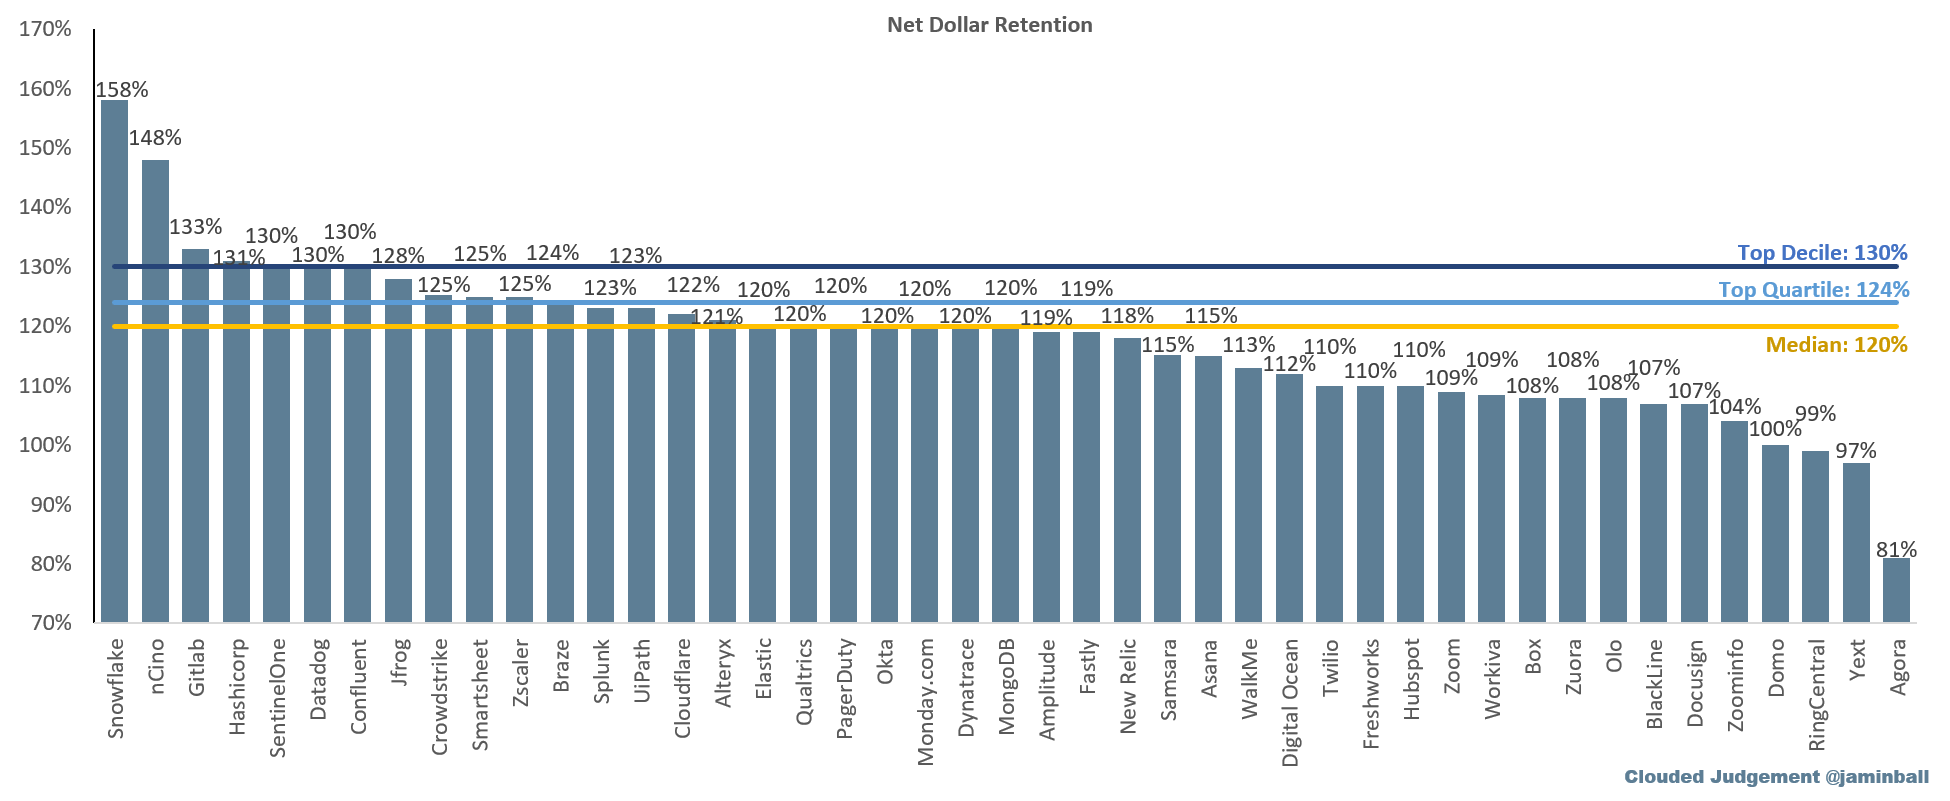 Net Dollar Retention
170%
160%
150%
140%
130%
120%
110%
100%
90%
80%
70%
158%
148%
133%
131%
130%
130%
130%
128%
125%
125%
125%
124%
123%
123%
122%
121%
120%
120%
120%
120%
120%
120%
120%
119%
119%
118%
115%
115%
113%
112%
110%
110%
110%
109%
109%
108%
108%
108%
107%
107%
104%
100%
99%
97%
81%
Top Decile: 130%
Top Quartile: 124%
Median: 120%
Snowflake
nCino
Gitlab
Hashicorp
SentinelOne
Datadog
Confluent
Jfrog
Crowdstrike
Smartsheet
Zscaler
Braze
Splunk
UiPath
Cloudflare
Alteryx
Elastic
Qualtrics
PagerDuty
Okta
Monday.com
Dynatrace
MongoDB
Amplitude
Fastly
New Relic
Samsara
Asana
WalkMe
Digital Ocean
Twilio
Freshworks
Hubspot
Zoom
Workiva
Box
Zuora
Olo
BlackLine
Docusign
Zoominfo
Domo
RingCentral
Yext
Agora
Clouded Judgement @jaminball